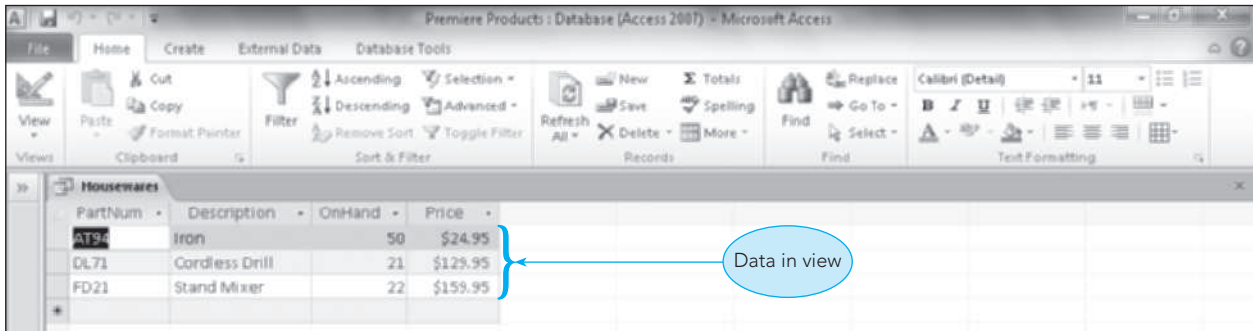 Premiere Products : Database (Access 2007) - Microsoft Access
File Home Create External Data Database Tools
View
Views
Paste
Cut
Copy
Format Painter
Clipboard
Filter
Ascending
Descending
Remove Sort
Selection
Advanced
Toggle Filter
Sort & Filter
Refresh
All
New
Save
Delete
Totals
Spelling
More
Records
Find
Replace
Go To
Select
Find
Calibri (Detail) 11
B I U
A
Text Formatting
Housewares
PartNum Description OnHand Price
AT94 Iron 50 $24.95
DL71 Cordless Drill 21 $129.95
FD21 Stand Mixer 22 $159.95
Data in view